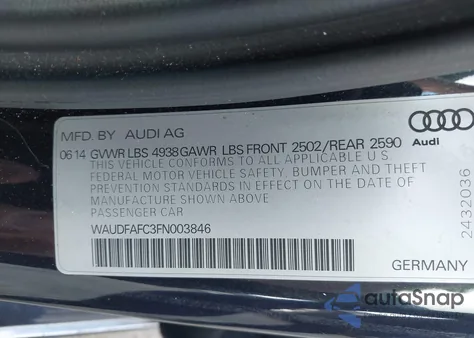 MFD. BY AUDI AG
Audi
0614 GVWR LBS 4938 GAWR LBS FRONT 2502/REAR 2590
THIS VEHICLE CONFORMS TO ALL APPLICABLE U.S.
FEDERAL MOTOR VEHICLE SAFETY, BUMPER AND THEFT
PREVENTION STANDARDS IN EFFECT ON THE DATE OF
MANUFACTURE SHOWN ABOVE
PASSENGER CAR
WAUDFAFC3FN003846
2432036
GERMANY
autoSnap